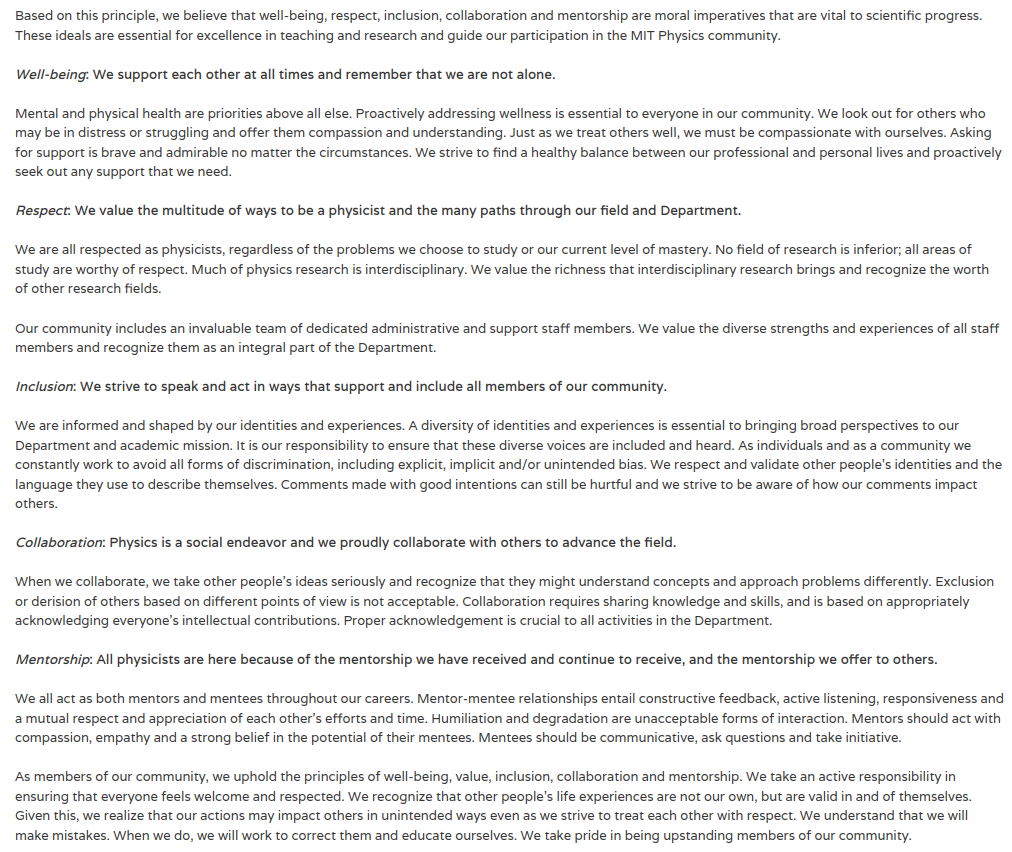 Based on this principle, we believe that well-being, respect, inclusion, collaboration and mentorship are moral imperatives that are vital to scientific progress.
These ideals are essential for excellence in teaching and research and guide our participation in the MIT Physics community.
Well-being: We support each other at all times and remember that we are not alone.
Mental and physical health are priorities above all else. Proactively addressing wellness is essential to everyone in our community. We look out for others who
may be in distress or struggling and offer them compassion and understanding. Just as we treat others well, we must be compassionate with ourselves. Asking
for support is brave and admirable no matter the circumstances. We strive to find a healthy balance between our professional and personal lives and proactively
seek out any support that we need.
Respect: We value the multitude of ways to be a physicist and the many paths through our field and Department.
We are all respected as physicists, regardless of the problems we choose to study or our current level of mastery. No field of research is inferior; all areas of
study are worthy of respect. Much of physics research is interdisciplinary. We value the richness that interdisciplinary research brings and recognize the worth
of other research fields.
Our community includes an invaluable team of dedicated administrative and support staff members. We value the diverse strengths and experiences of all staff
members and recognize them as an integral part of the Department.
Inclusion: We strive to speak and act in ways that support and include all members of our community.
We are informed and shaped by our identities and experiences. A diversity of identities and experiences is essential to bringing broad perspectives to our
Department and academic mission. It is our responsibility to ensure that these diverse voices are included and heard. As individuals and as a community we
constantly work to avoid all forms of discrimination, including explicit, implicit and/or unintended bias. We respect and validate other people's identities and the
language they use to describe themselves. Comments made with good intentions can still be hurtful and we strive to be aware of how our comments impact
others.
Collaboration: Physics is a social endeavor and we proudly collaborate with others to advance the field.
When we collaborate, we take other people's ideas seriously and recognize that they might understand concepts and approach problems differently. Exclusion
or derision of others based on different points of view is not acceptable. Collaboration requires sharing knowledge and skills, and is based on appropriately
acknowledging everyone's intellectual contributions. Proper acknowledgement is crucial to all activities in the Department.
Mentorship: All physicists are here because of the mentorship we have received and continue to receive, and the mentorship we offer to others.
We all act as both mentors and mentees throughout our careers. Mentor-mentee relationships entail constructive feedback, active listening, responsiveness and
a mutual respect and appreciation of each other's efforts and time. Humiliation and degradation are unacceptable forms of interaction. Mentors should act with
compassion, empathy and a strong belief in the potential of their mentees. Mentees should be communicative, ask questions and take initiative.
As members of our community, we uphold the principles of well-being, value, inclusion, collaboration and mentorship. We take an active responsibility in
ensuring that everyone feels welcome and respected. We recognize that other people's life experiences are not our own, but are valid in and of themselves.
Given this, we realize that our actions may impact others in unintended ways even as we strive to treat each other with respect. We understand that we will
make mistakes. When we do, we will work to correct them and educate ourselves. We take pride in being upstanding members of our community.